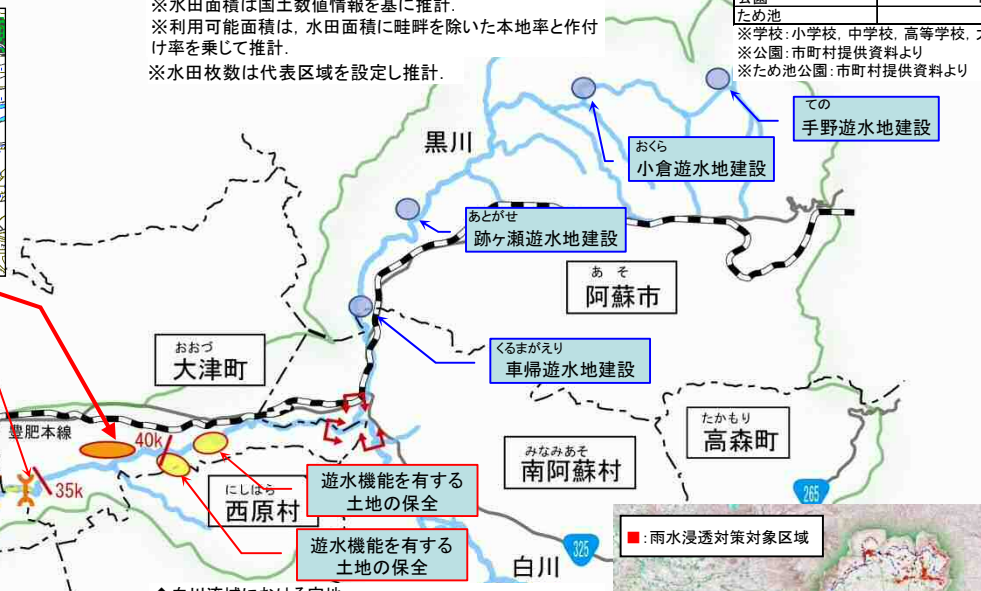 ※水田面積は国土数値情報を基に推計.
※利用可能面積は, 水田面積に畦畔を除いた本地率と作付
け率を乗じて推計.
※水田枚数は代表区域を設定し推計.
ため池
※学校:小学校, 中学校, 高等学校,
※公園:市町村提供資料より
※ため池公園:市町村提供資料より
黒川
ての
手野遊水地建設
おぐら
小倉遊水地建設
あとがせ
跡ヶ瀬遊水地建設
あ そ
阿蘇市
くるまがえり
車帰遊水地建設
おおづ
大津町
たかもり
高森町
みなみあそ
南阿蘇村
豊肥本線
40k
35k
にしはら
西原村
遊水機能を有する
土地の保全
遊水機能を有する
土地の保全
265
325
白川
■:雨水浸透対策対象区域